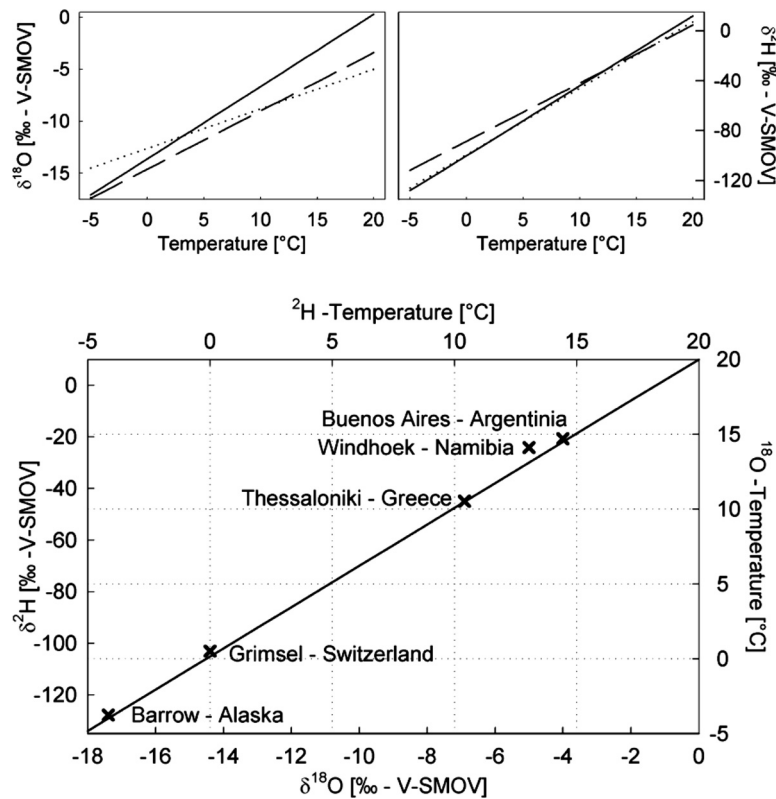 0
-5
-10
-15
δ18O [‰ - V-SMOV]
-5 0 5 10 15 20
Temperature [°C]
0
-40
-80
-120
δ2H [‰ - V-SMOV]
-5 0 5 10 15 20
Temperature [°C]
2H -Temperature [°C]
-5 0 5 10 15 20
0
-20
-40
-60
-80
-100
-120
δ2H [‰ -V-SMOV]
Buenos Aires - Argentinia
Windhoek - Namibia
Thessaloniki - Greece
Grimsel - Switzerland
Barrow - Alaska
20
15
10
5
0
-5
18O -Temperature [°C]
-18 -16 -14 -12 -10 -8 -6 -4 -2 0
δ18O [‰ - V-SMOV]